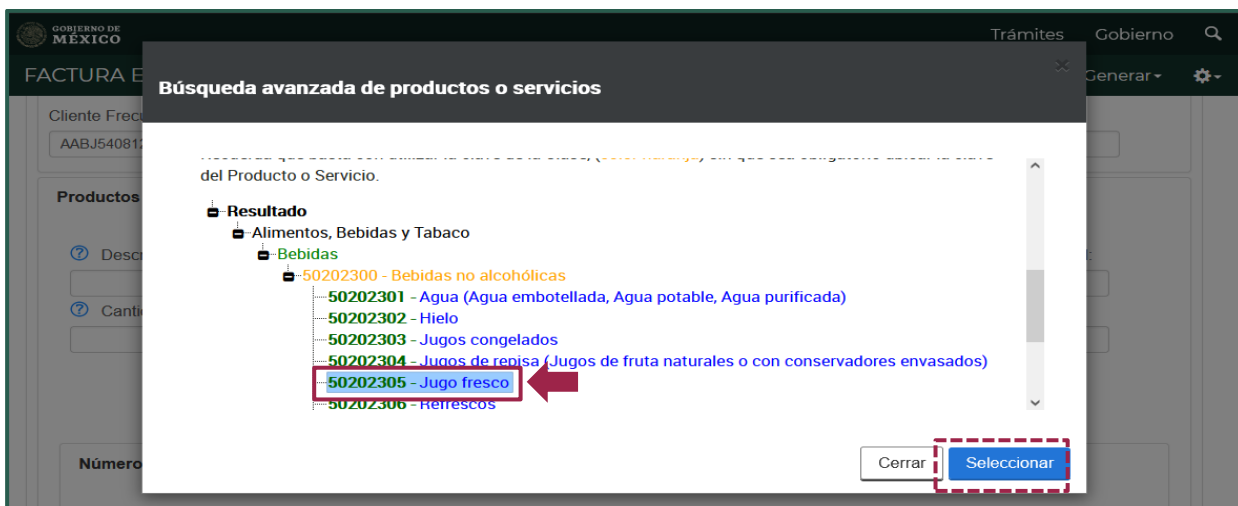 GOBIERNO DE
MÉXICO
Trámites Gobierno
FACTURA E
Generar
Búsqueda avanzada de productos o servicios
×
Cliente Frecu
AABJ540812
del Producto o Servicio.
Productos
Resultado
Alimentos, Bebidas y Tabaco
Descr
Bebidas
50202300 - Bebidas no alcohólicas
50202301 - Agua (Agua embotellada, Agua potable, Agua purificada)
Canti
50202302 - Hielo
50202303 - Jugos congelados
50202304 - Jugos de repisa (Jugos de fruta naturales o con conservadores envasados)
50202305 - Jugo fresco
50202306 - Refrescos
Número
Cerrar Seleccionar